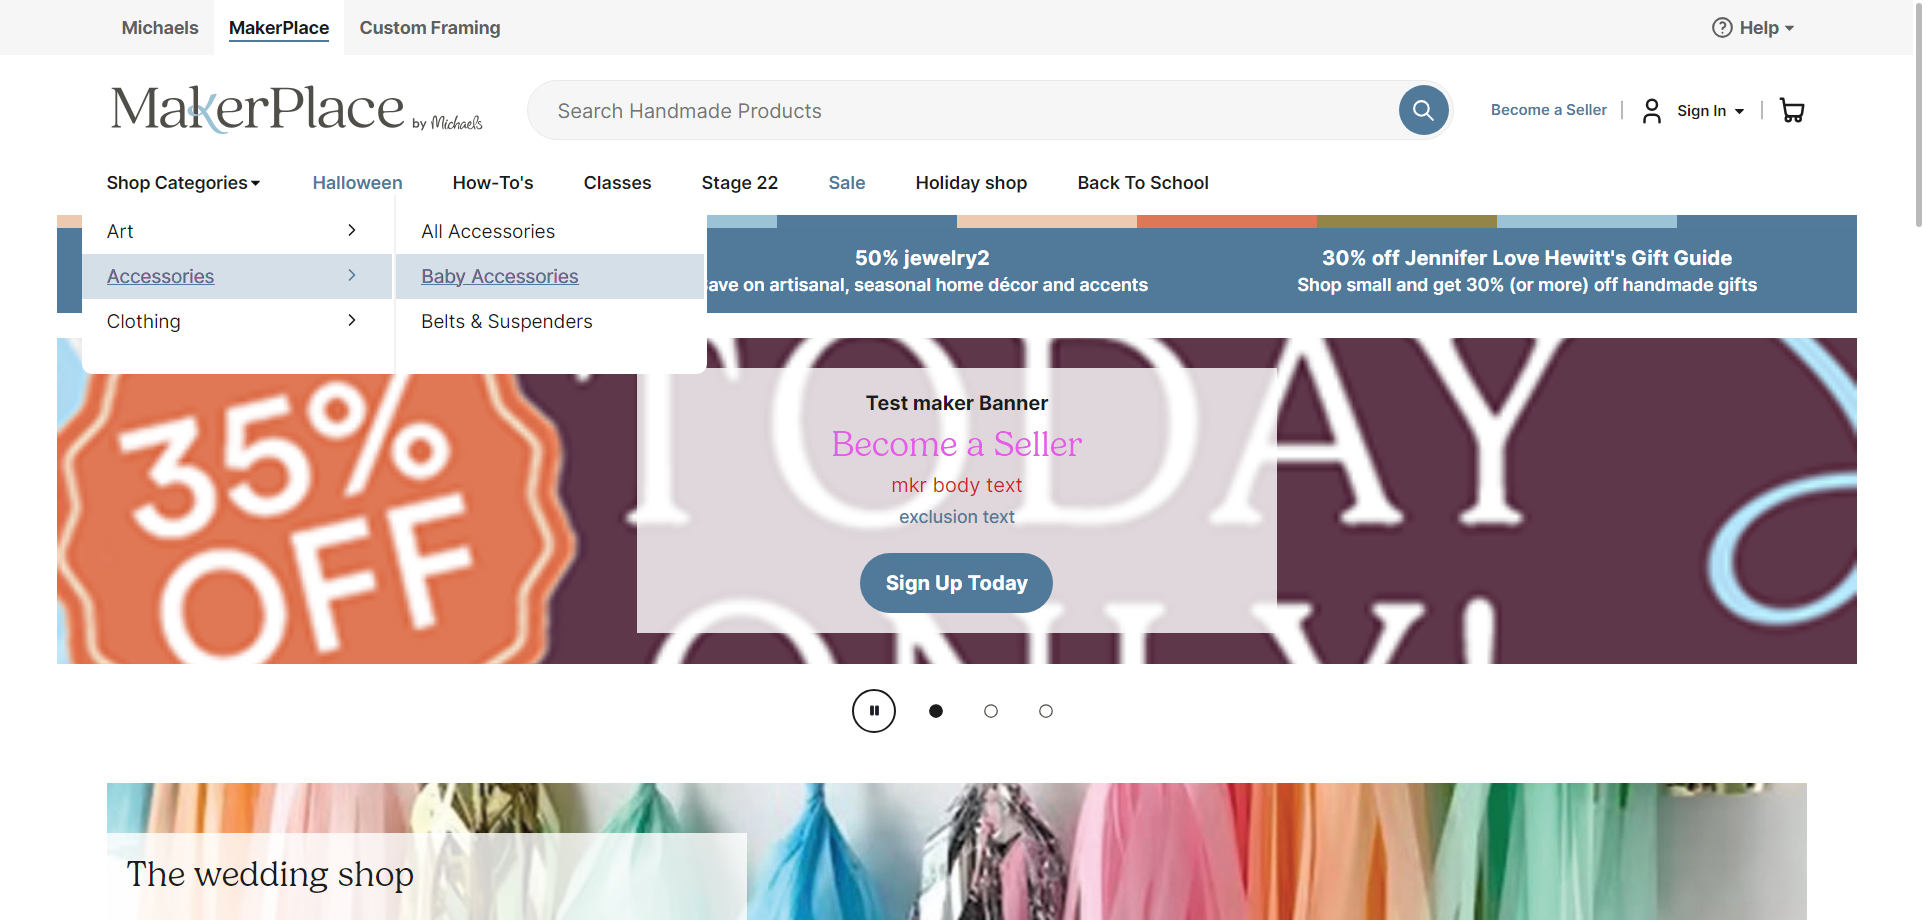 Michaels
MakerPlace
Custom Framing
Help
MakerPlace by Michaels
Search Handmade Products
Become a Seller
Sign In
Shop Categories
Halloween
How-To's
Classes
Stage 22
Sale
Holiday shop
Back To School
Art
All Accessories
Accessories
Baby Accessories
Clothing
Belts & Suspenders
50% jewelry2
ave on artisanal, seasonal home décor and accents
30% off Jennifer Love Hewitt's Gift Guide
Shop small and get 30% (or more) off handmade gifts
35%
OFF
TODAY
ONLY!
Test maker Banner
Become a Seller
mkr body text
exclusion text
Sign Up Today
The wedding shop